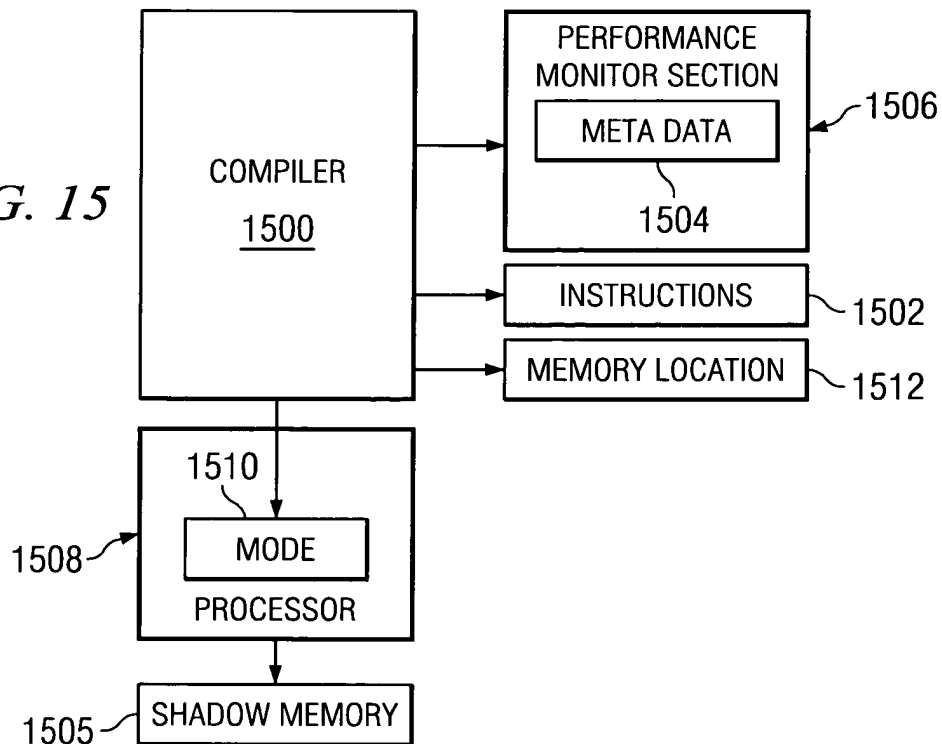 PERFORMANCE
MONITOR SECTION
META DATA
1504
1506
COMPILER
1500
G. 15
INSTRUCTIONS
1502
MEMORY LOCATION
1512
1510
MODE
PROCESSOR
1508
SHADOW MEMORY
1505